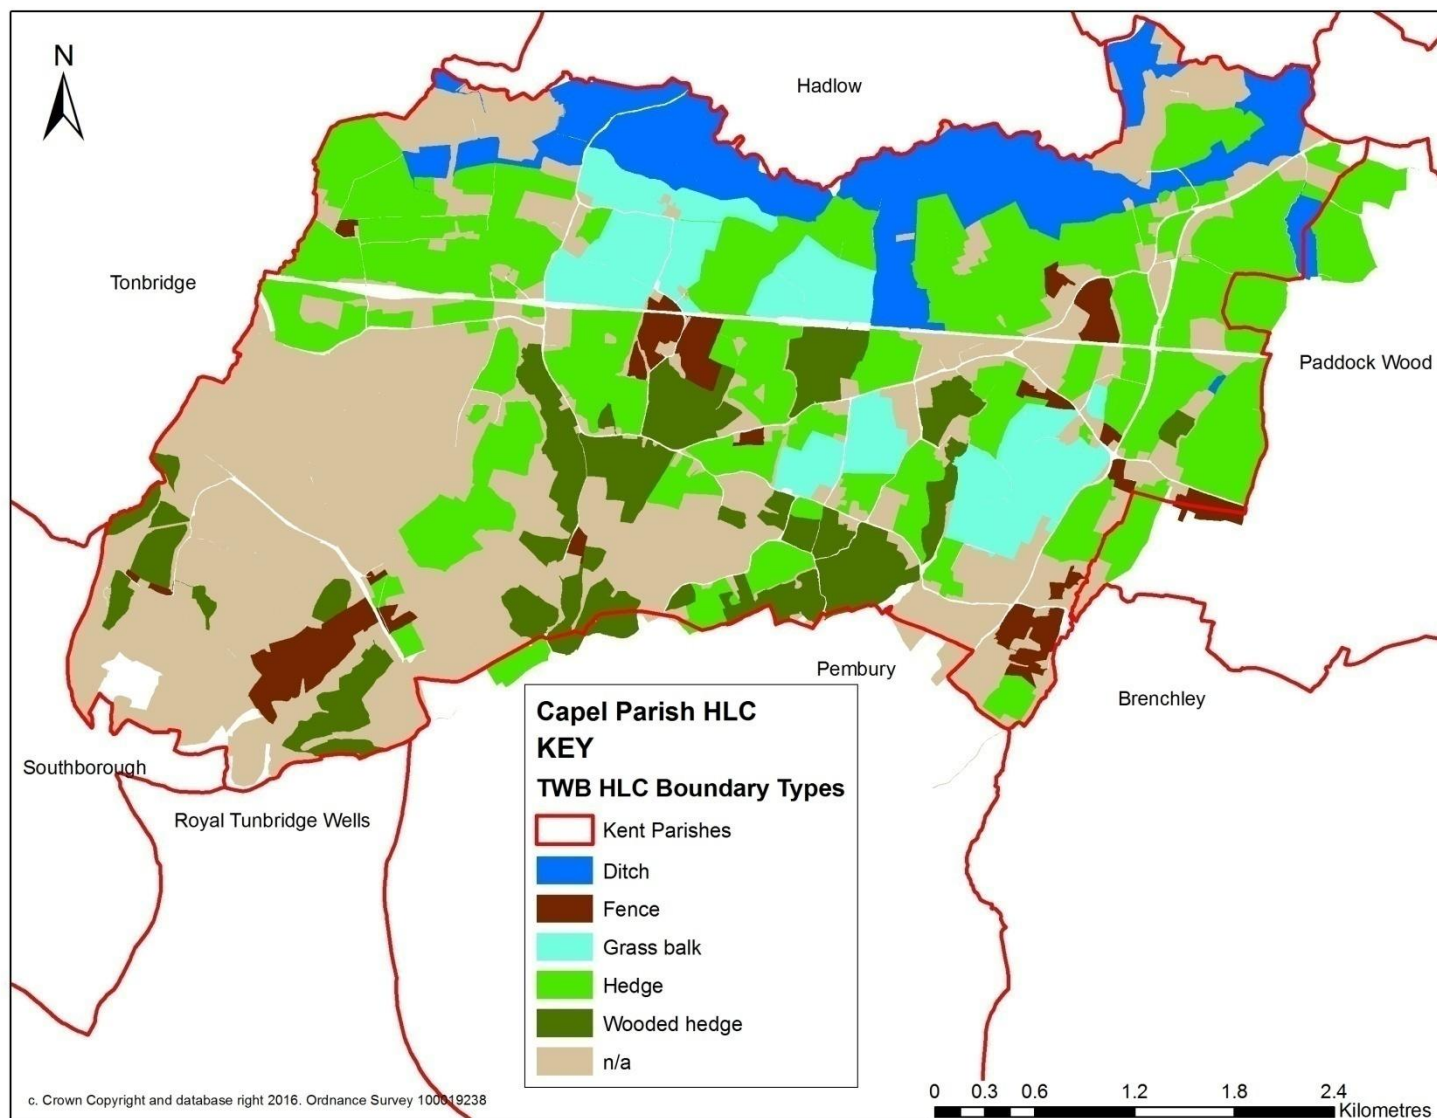 N
Hadlow
Tonbridge
Paddock Wood
Pembury
Brenchley
Southborough
Royal Tunbridge Wells
Capel Parish HLC
KEY
TWB HLC Boundary Types
Kent Parishes
Ditch
Fence
Grass balk
Hedge
Wooded hedge
n/a
c. Crown Copyright and database right 2016. Ordnance Survey 100019238
0 0.3 0.6 1.2 1.8 2.4
Kilometres